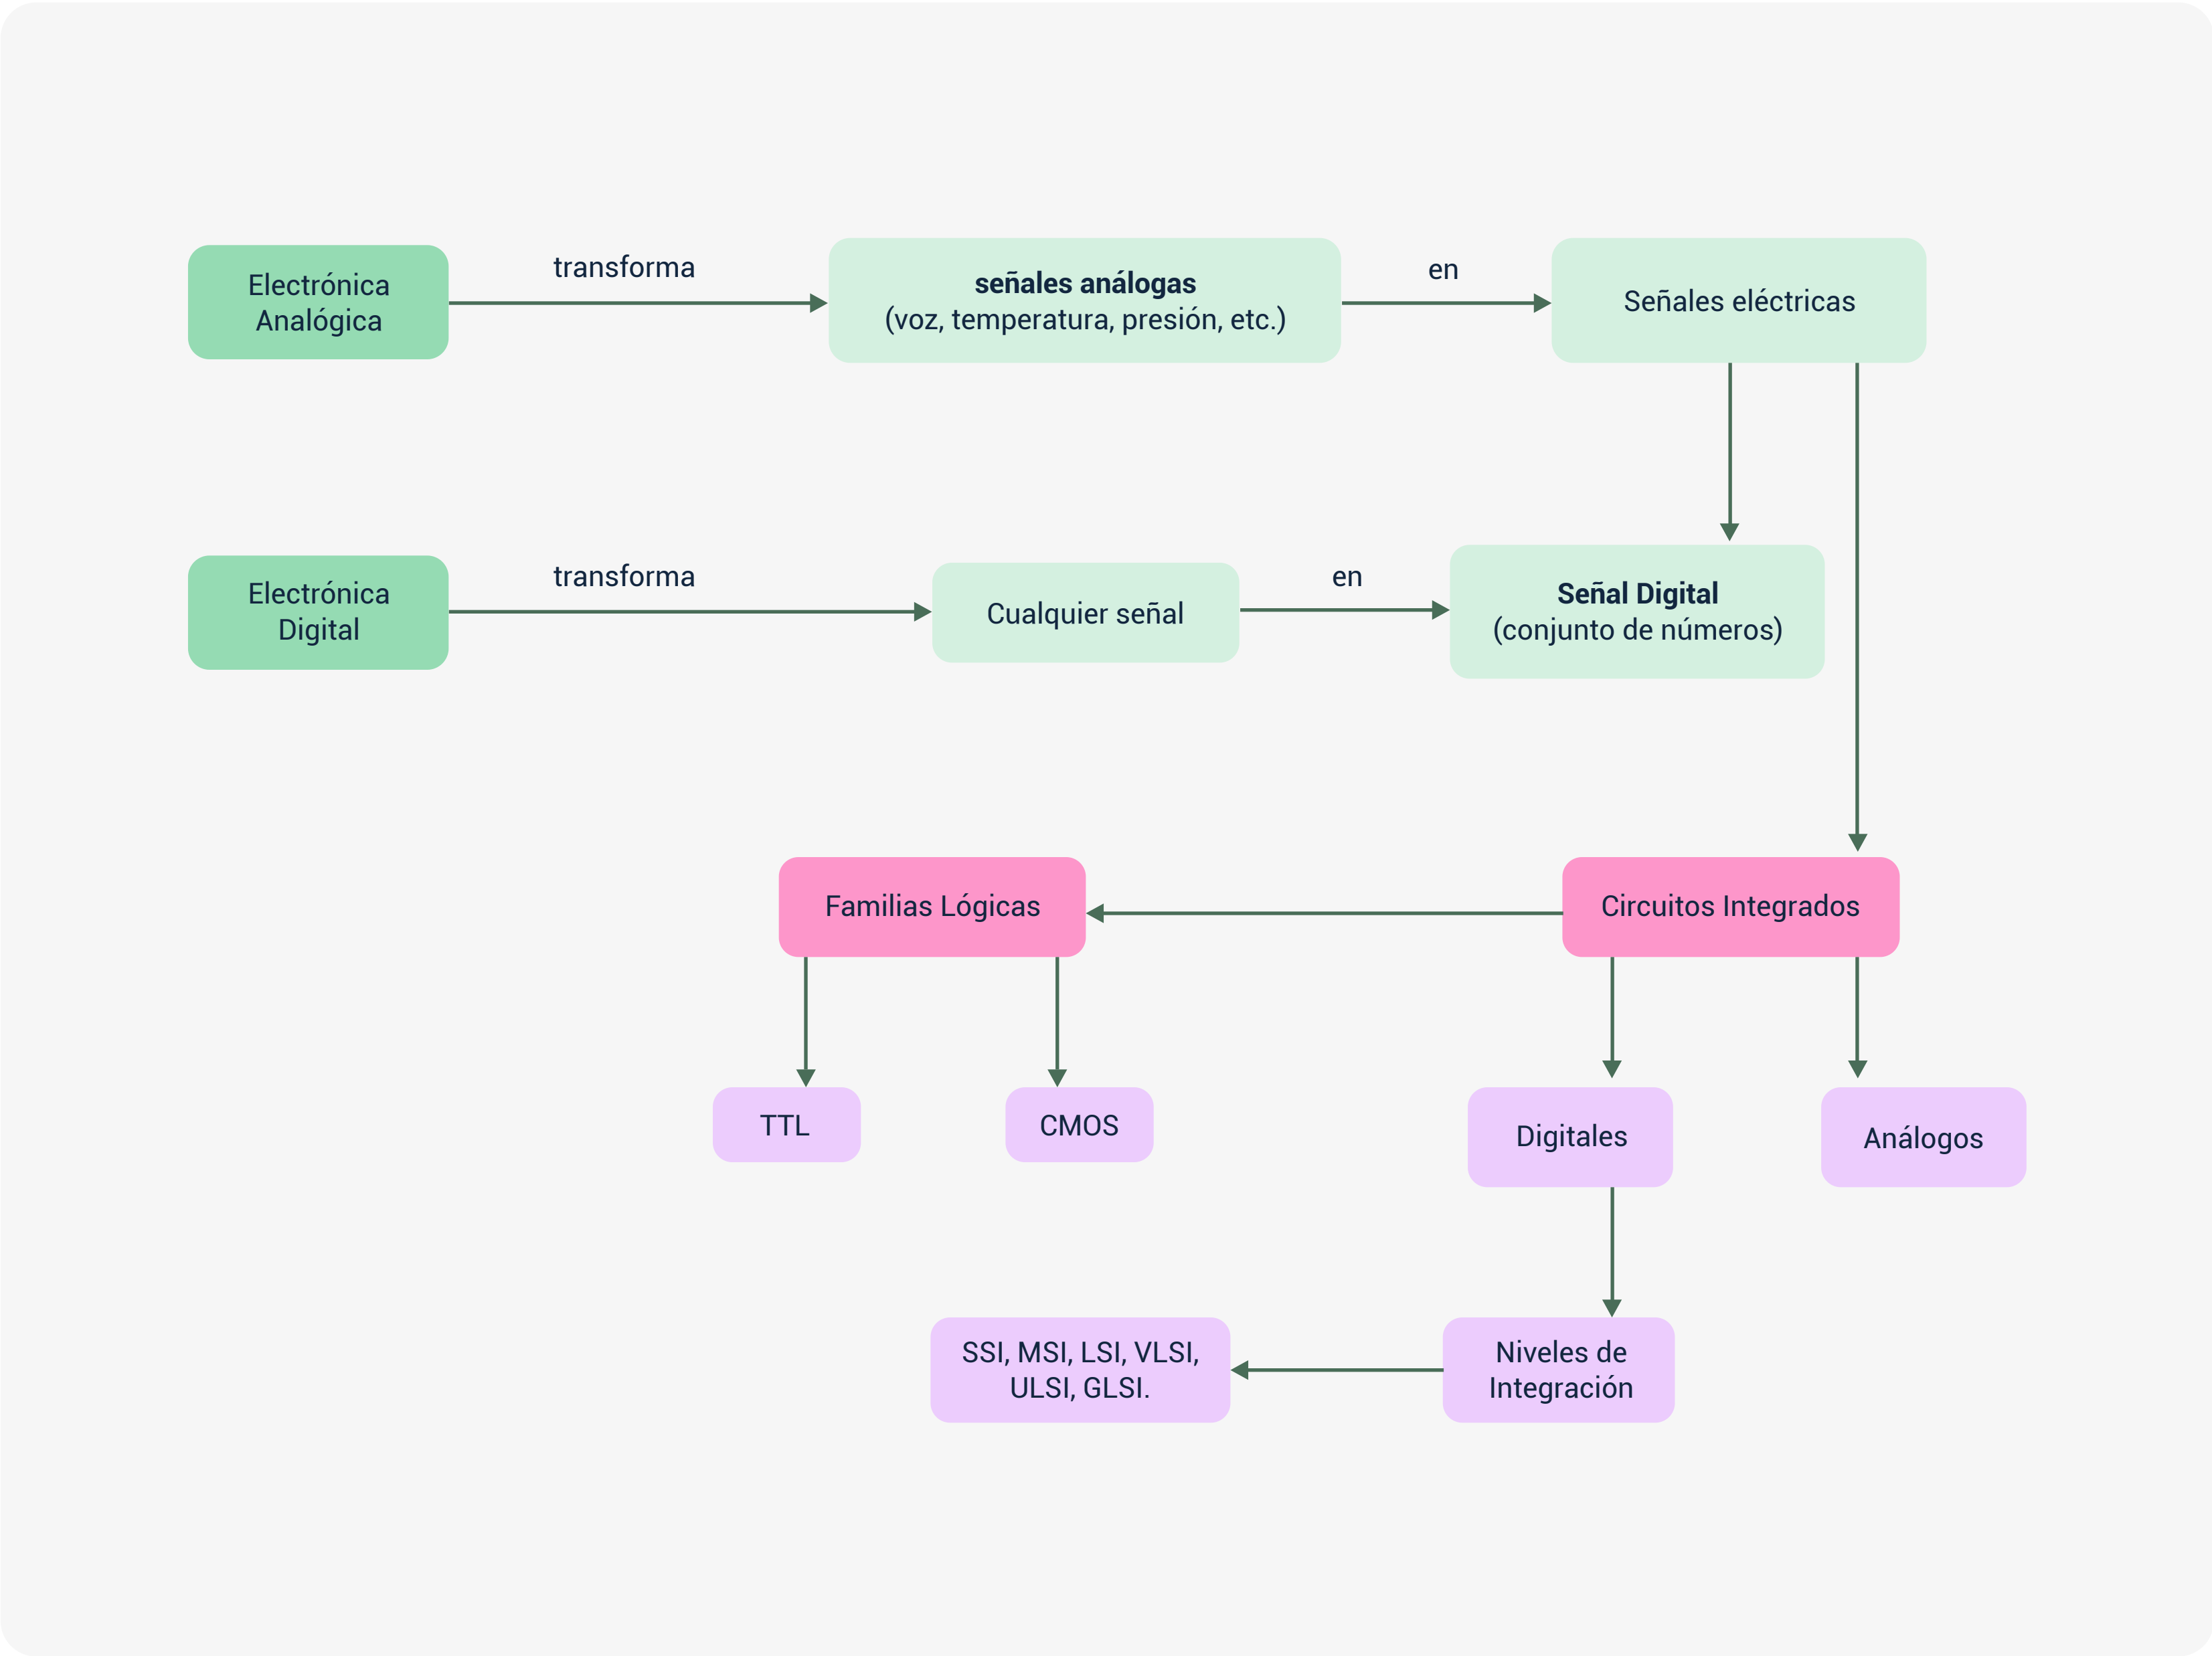 Electrónica
Analógica
transforma
señales análogas
(voz, temperatura, presión, etc.)
en
Señales eléctricas
Electrónica
Digital
transforma
Cualquier señal
en
Señal Digital
(conjunto de números)
Familias Lógicas
Circuitos Integrados
TTL
CMOS
Digitales
Análogos
SSI, MSI, LSI, VLSI,
ULSI, GLSI.
Niveles de
Integración